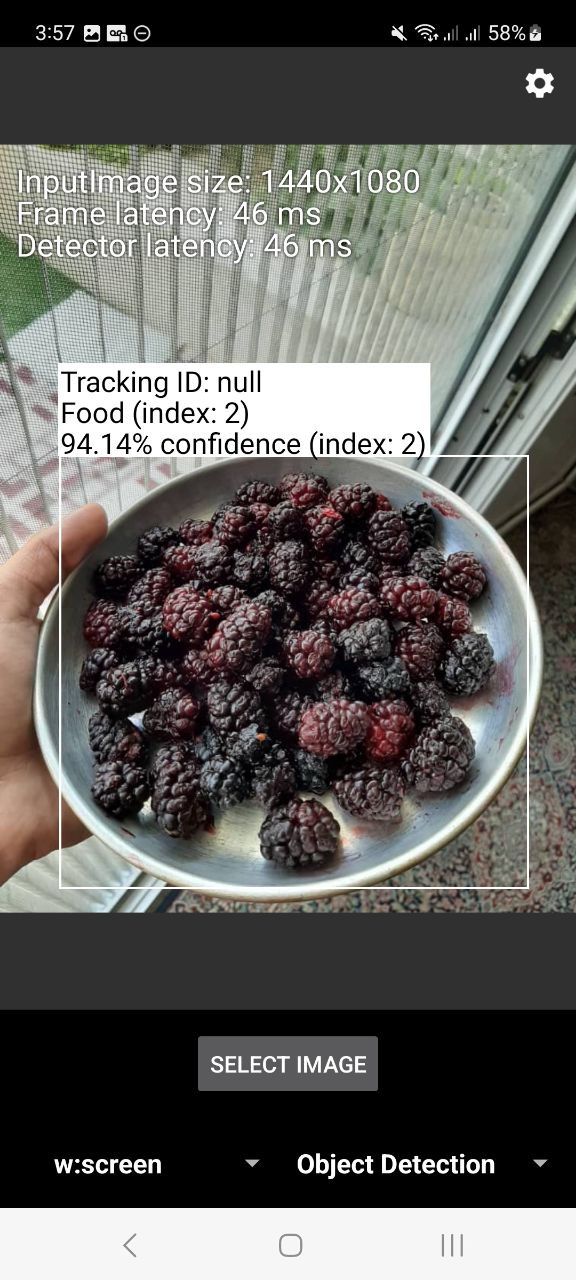 3:57
58%
InputImage size: 1440x1080
Frame latency: 46 ms
Detector latency: 46 ms
Tracking ID: null
Food (index: 2)
94.14% confidence (index: 2)
SELECT IMAGE
w:screen
Object Detection